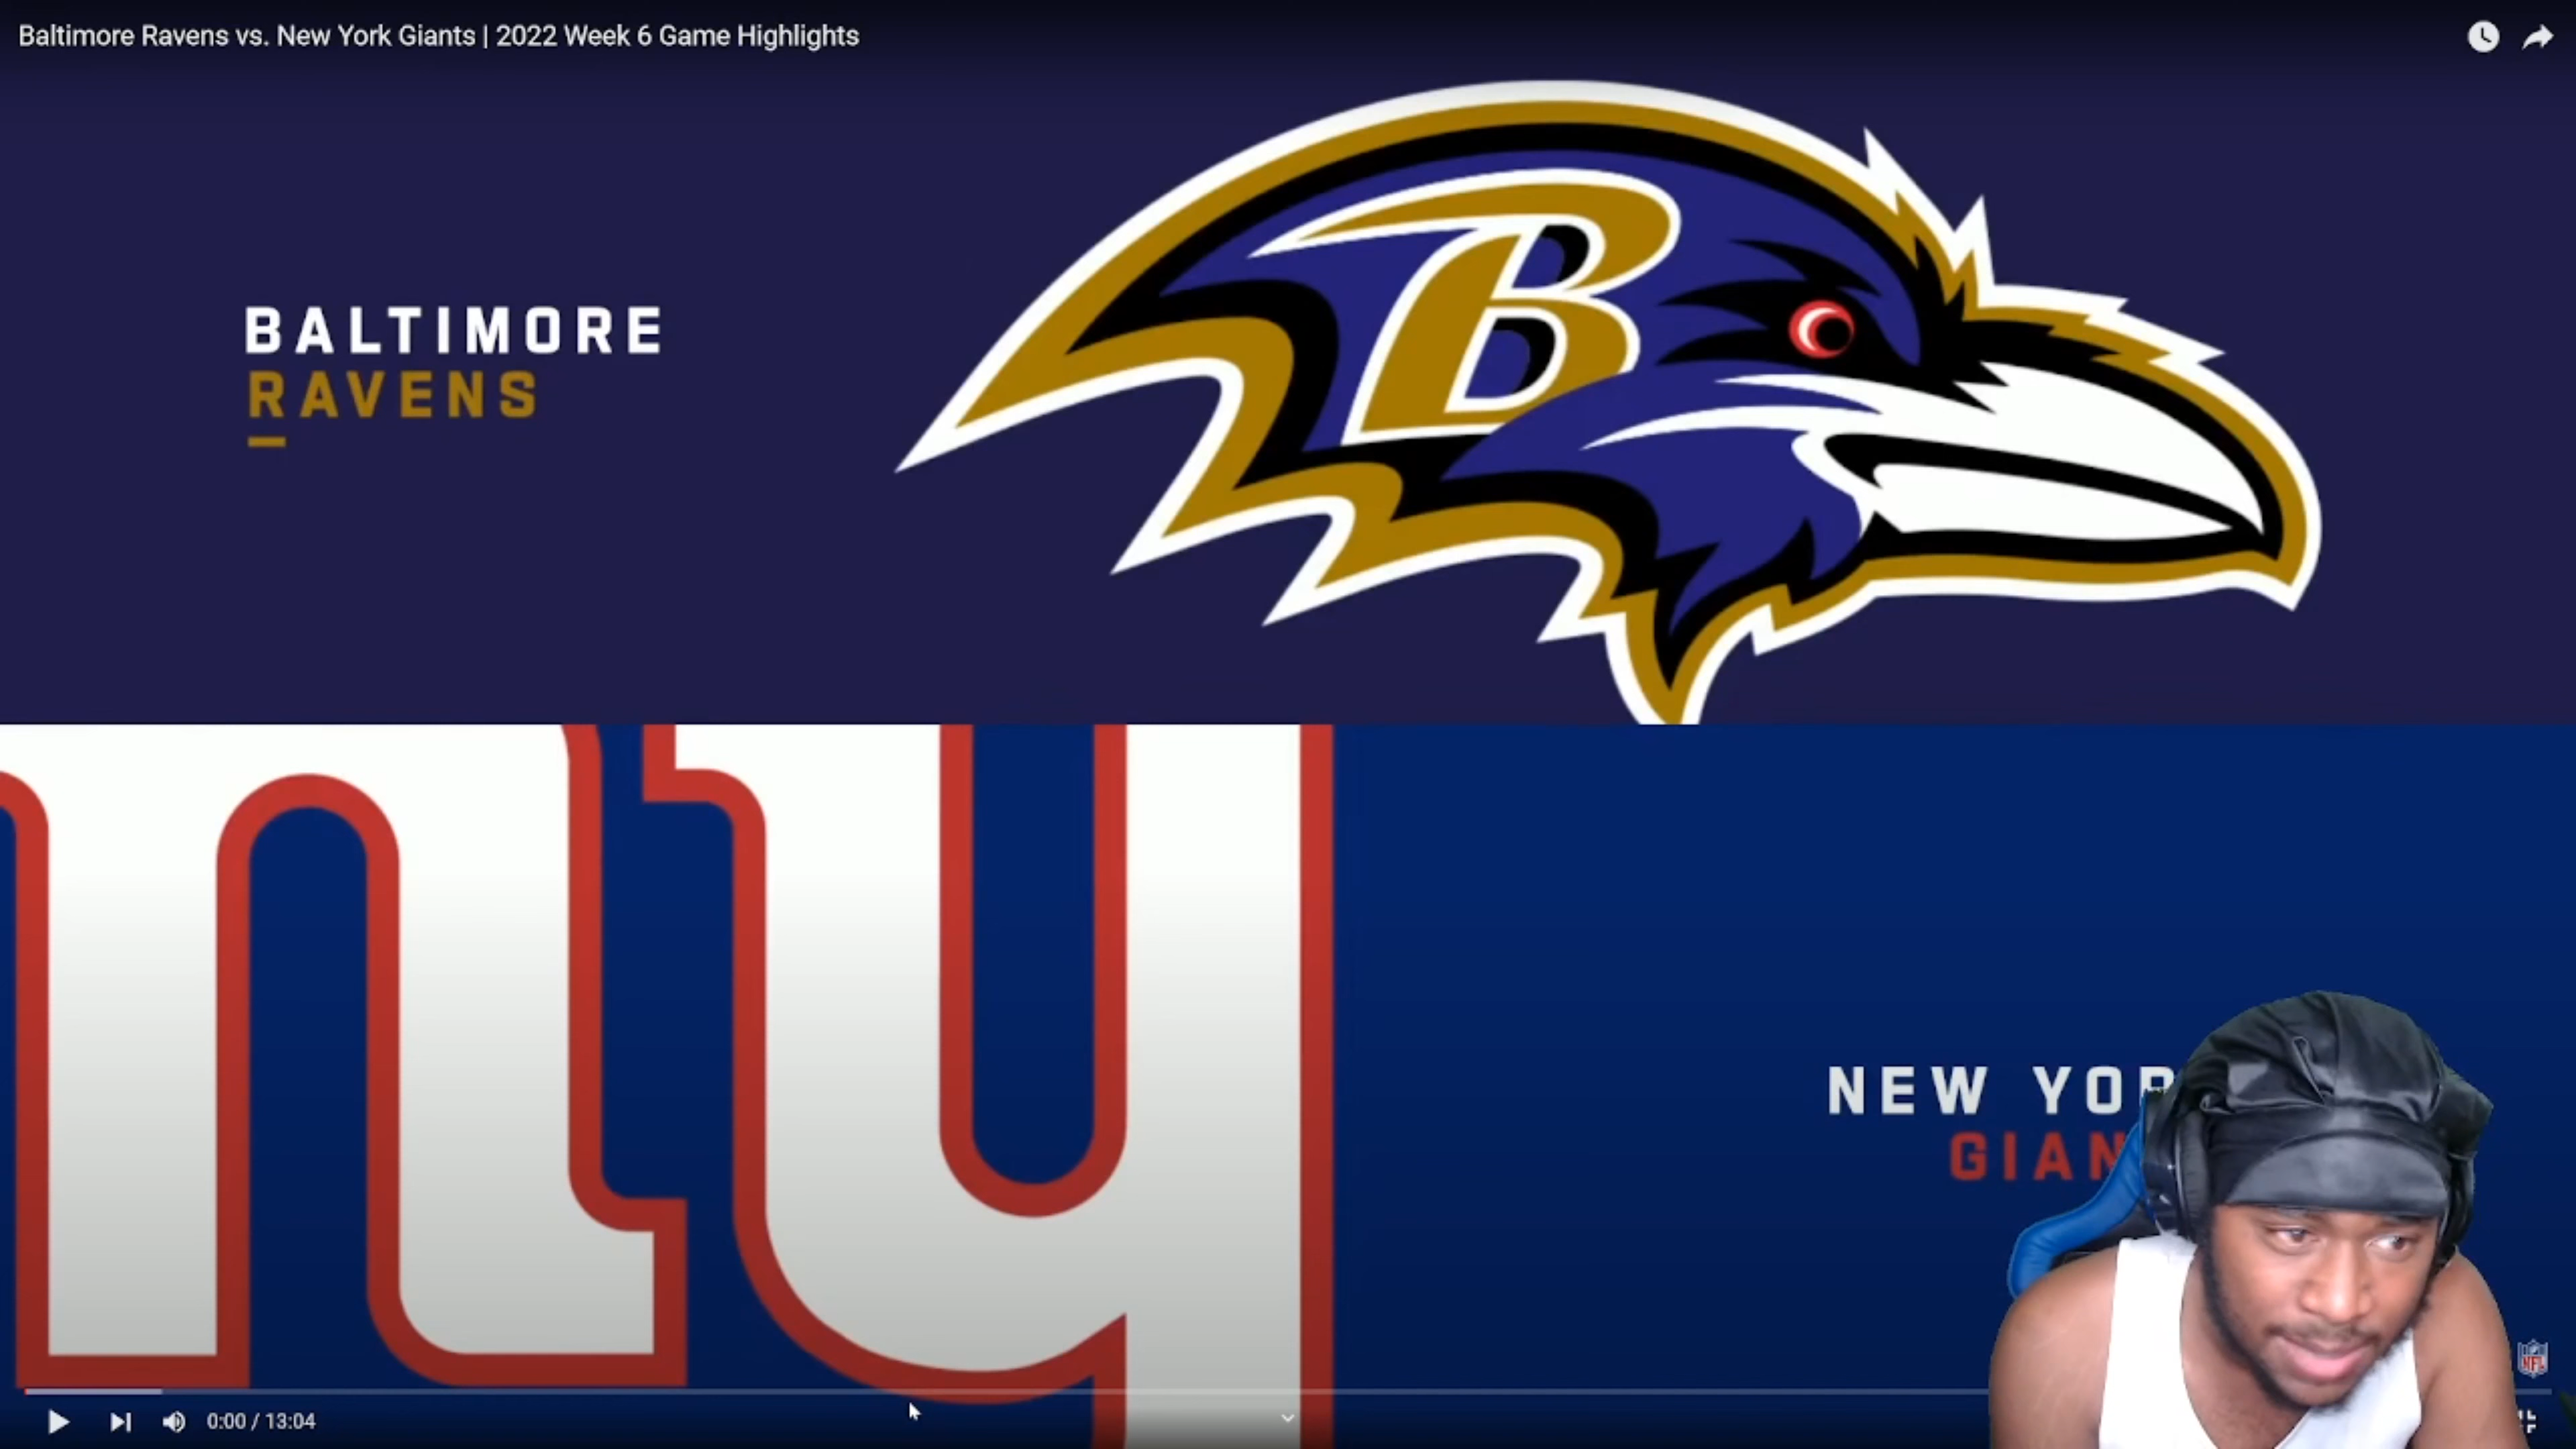 Baltimore Ravens vs. New York Giants | 2022 Week 6 Game Highlights
B
BALTIMORE
RAVENS
ny
NEW YOR
GIAN
NFL
0:00 / 13:04